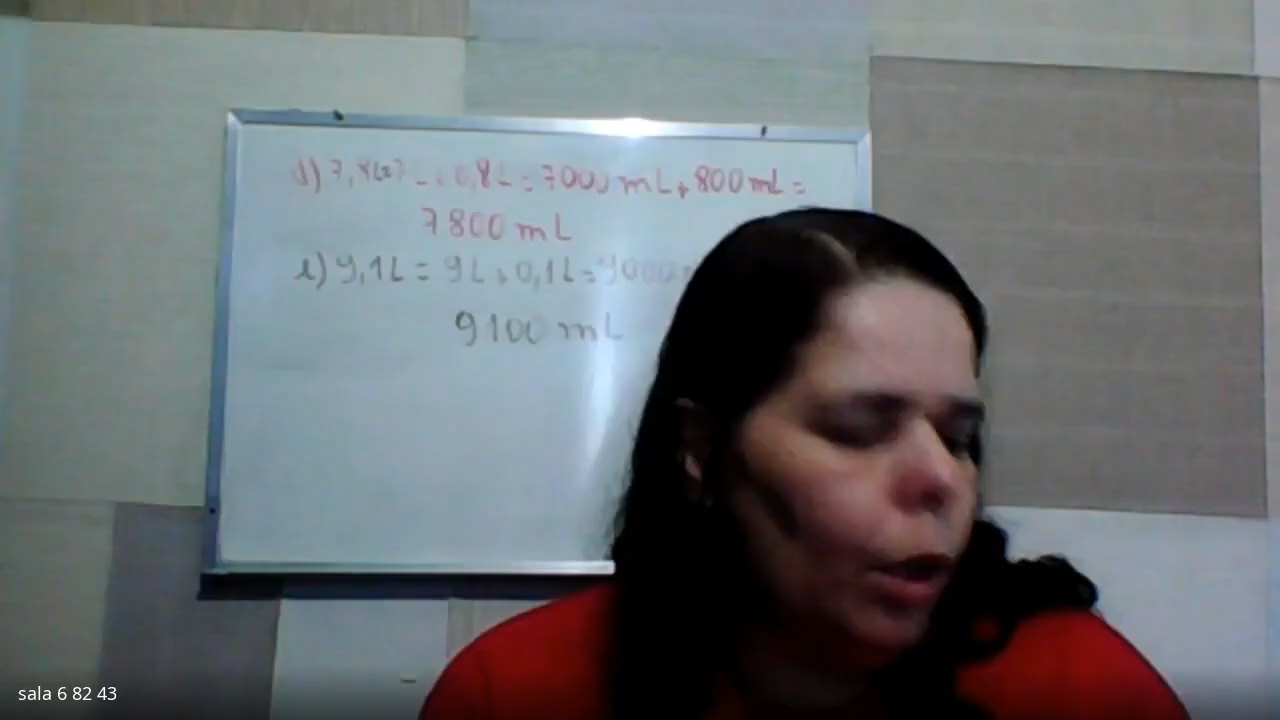 d) 7,8L = 0,8L = 7000 mL + 800 mL =
7800 mL
e) 9,1L = 9L + 0,1L = 9000
9100 mL
sala 6 82 43